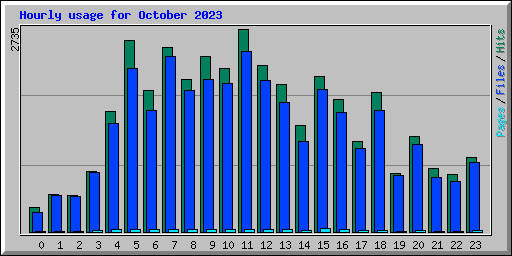 Hourly usage for October 2023
2735
Pages/Files/Hits
0 1 2 3 4 5 6 7 8 9 10 11 12 13 14 15 16 17 18 19 20 21 22 23